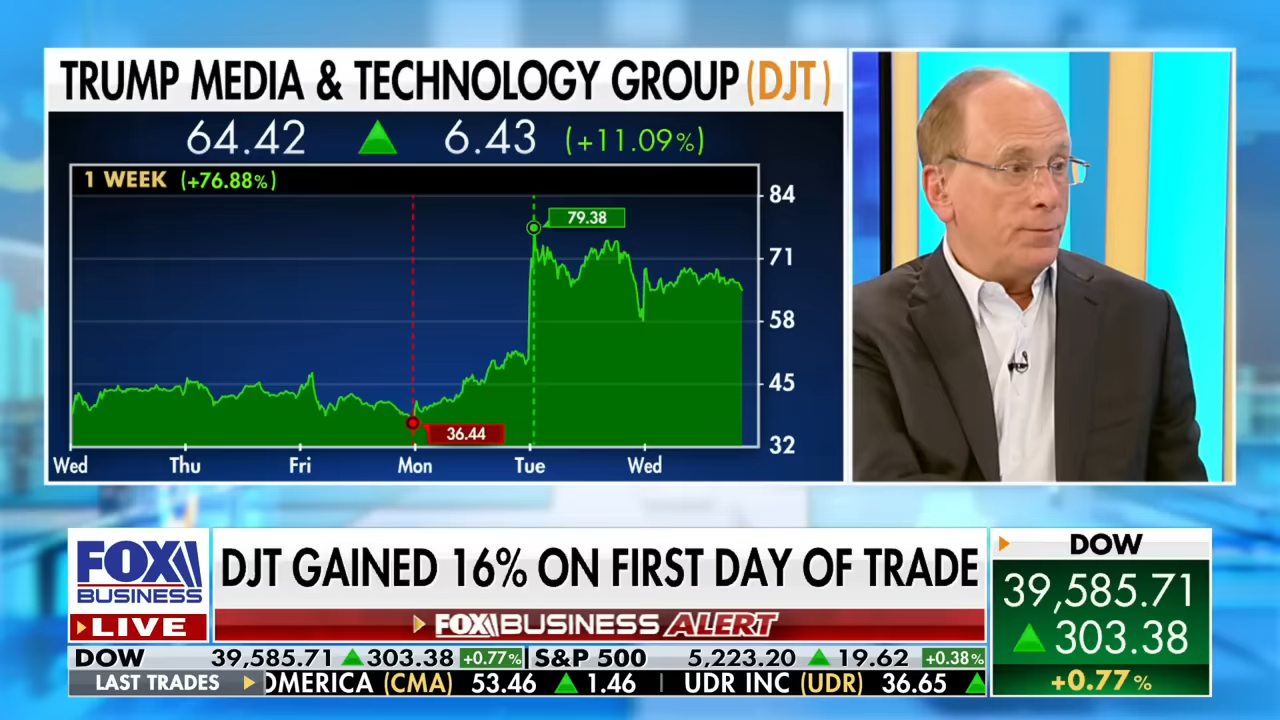 TRUMP MEDIA & TECHNOLOGY GROUP (DJT)
64.42 ▲ 6.43 (+11.09%)
1 WEEK (+76.88%)
84
79.38
71
58
45
36.44
32
Wed Thu Fri Mon Tue Wed
FOX BUSINESS
LIVE
DJT GAINED 16% ON FIRST DAY OF TRADE
FOX BUSINESS ALERT
DOW
39,585.71
▲ 303.38
+0.77%
DOW 39,585.71 ▲ 303.38 +0.77% S&P 500 5,223.20 ▲ 19.62 +0.38%
LAST TRADES OMERICA (CMA) 53.46 ▲ 1.46 | UDR INC (UDR) 36.65 ▲